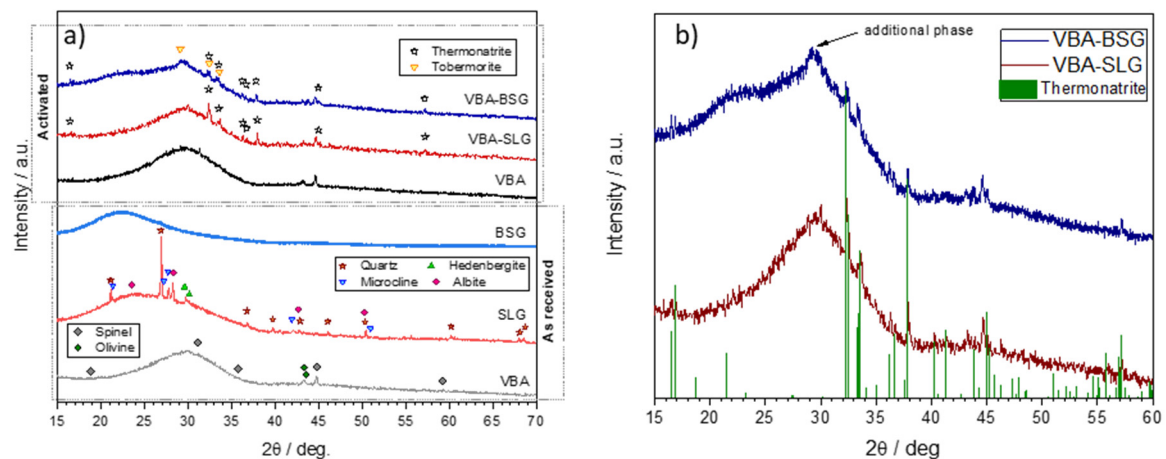 a)
Thermonatrite
Tobermorite
VBA-BSG
VBA-SLG
VBA
Activated
BSG
Quartz Hedenbergite
Microcline Albite
SLG
Spinel
Olivine
VBA
As received
Intensity / a.u.
15 20 25 30 35 40 45 50 55 60 65 70
2θ / deg.
b)
additional phase
VBA-BSG
VBA-SLG
Thermonatrite
Intensity / a.u.
15 20 25 30 35 40 45 50 55 60
2θ / deg.